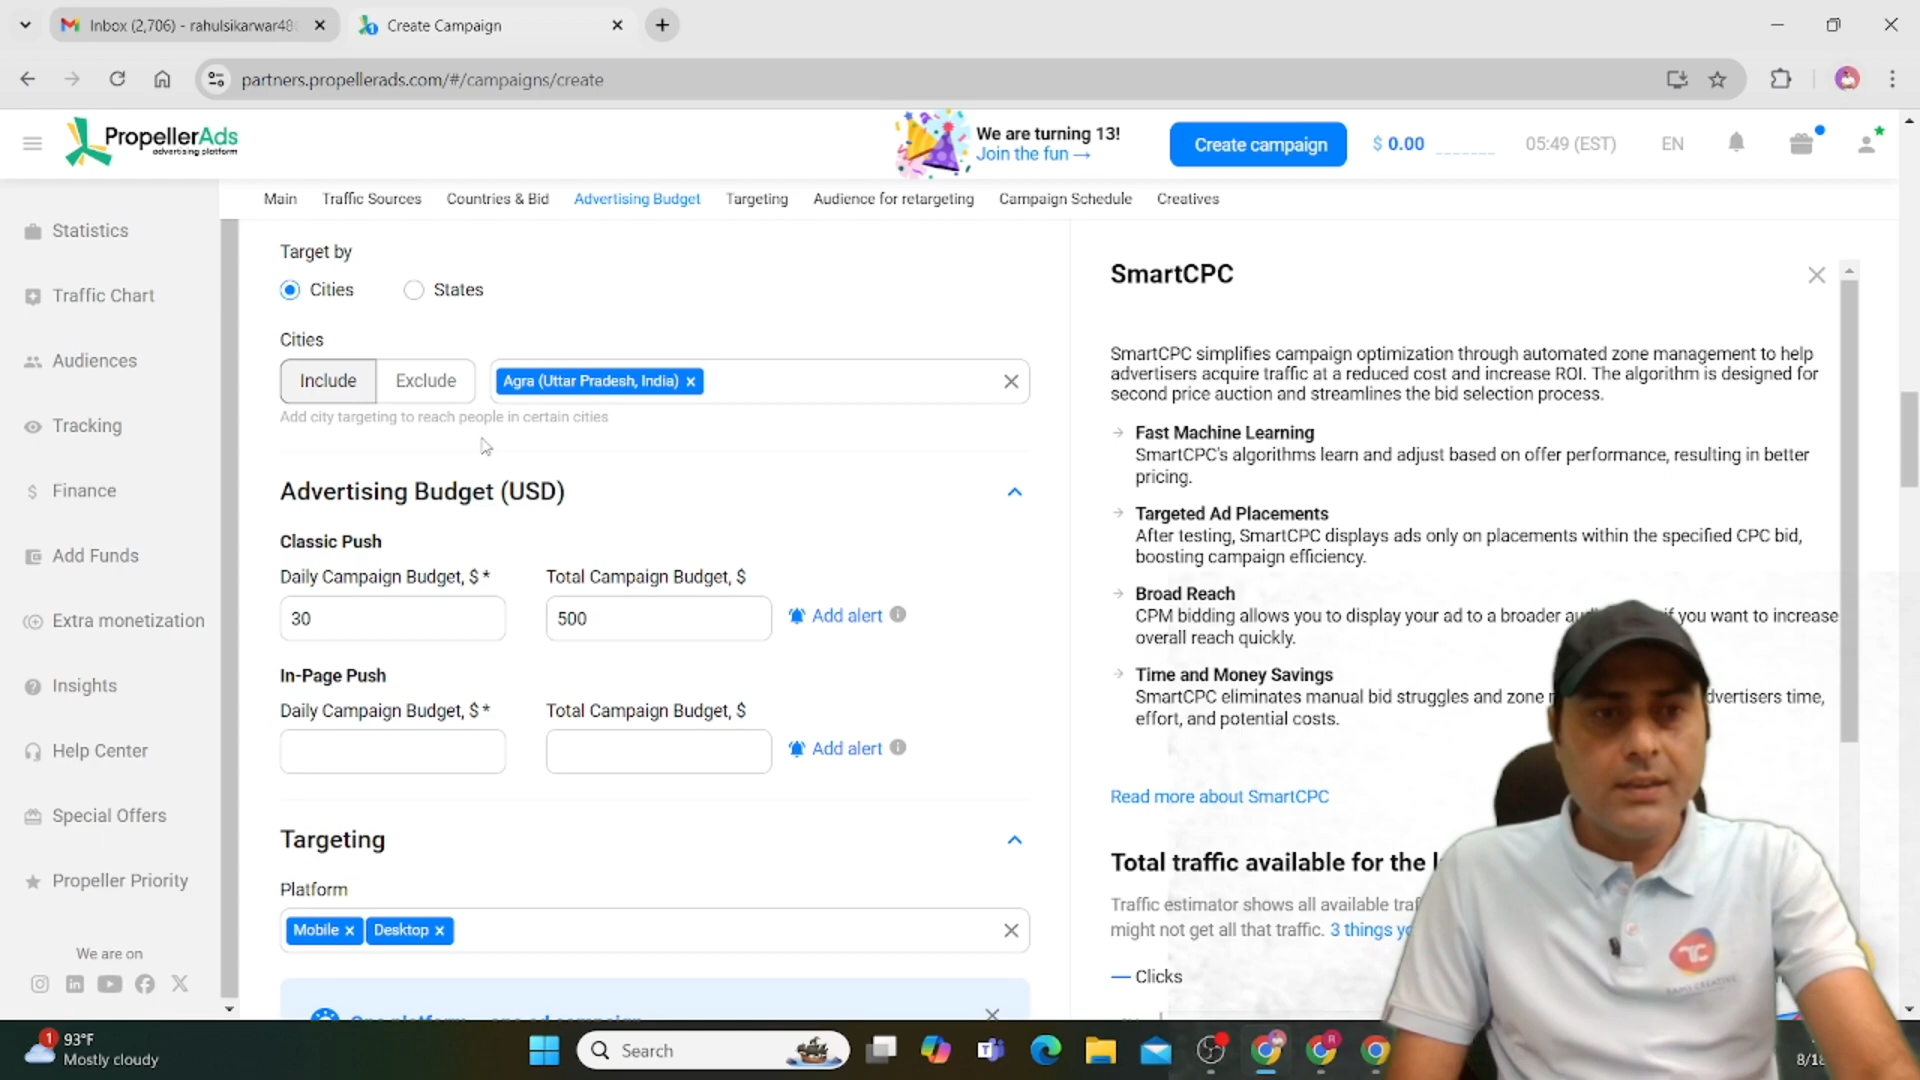 Inbox (2,706) - rahulsikarwar48
Create Campaign
partners.propellerads.com/#/campaigns/create
PropellerAds
advertising platform
We are turning 13!
Join the fun →
Create campaign
$ 0.00
05:49 (EST)
EN
Main
Traffic Sources
Countries & Bid
Advertising Budget
Targeting
Audience for retargeting
Campaign Schedule
Creatives
Statistics
Traffic Chart
Audiences
Tracking
Finance
Add Funds
Extra monetization
Insights
Help Center
Special Offers
Propeller Priority
We are on
Target by
Cities
States
Cities
Include
Exclude
Agra (Uttar Pradesh, India) ×
Add city targeting to reach people in certain cities
Advertising Budget (USD)
Classic Push
Daily Campaign Budget, $ *
Total Campaign Budget, $
30
500
Add alert
In-Page Push
Daily Campaign Budget, $ *
Total Campaign Budget, $
Add alert
Targeting
Platform
Mobile ×
Desktop ×
SmartCPC
SmartCPC simplifies campaign optimization through automated zone management to help
advertisers acquire traffic at a reduced cost and increase ROI. The algorithm is designed for
second price auction and streamlines the bid selection process.
Fast Machine Learning
SmartCPC's algorithms learn and adjust based on offer performance, resulting in better
pricing.
Targeted Ad Placements
After testing, SmartCPC displays ads only on placements within the specified CPC bid,
boosting campaign efficiency.
Broad Reach
CPM bidding allows you to display your ad to a broader if you want to increase
overall reach quickly.
Time and Money Savings
SmartCPC eliminates manual bid struggles and zone advertisers time,
effort, and potential costs.
Read more about SmartCPC
Total traffic available for the
Traffic estimator shows all available
might not get all that traffic. 3 things
Clicks
93°F
Mostly cloudy
1
Search